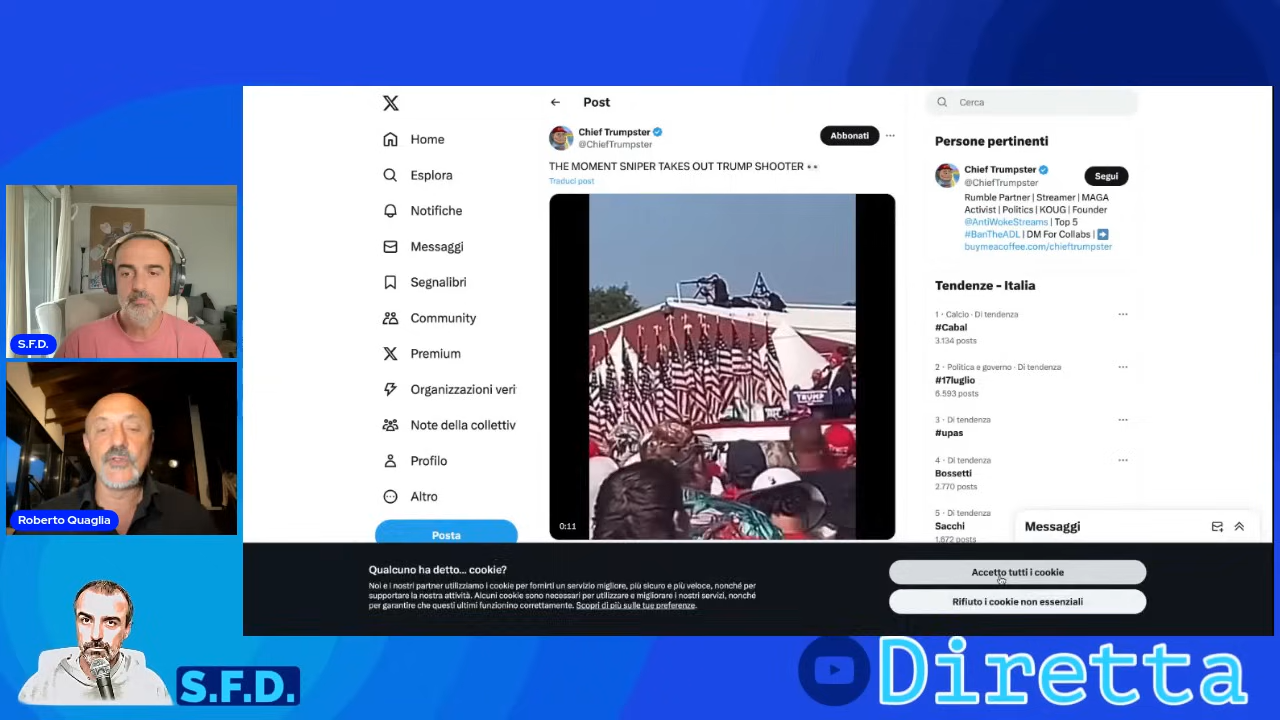 Post
Cerca
Home
Esplora
Notifiche
Messaggi
Segnalibri
Community
Premium
Organizzazioni veri
Note della collettiv
Profilo
Altro
Posta
Chief Trumpster
@ChiefTrumpster
Abbonati
THE MOMENT SNIPER TAKES OUT TRUMP SHOOTER 👀
Traduci post
TRUMP
0:11
Persone pertinenti
Chief Trumpster
@ChiefTrumpster
Segui
Rumble Partner | Streamer | MAGA
Activist | Politics | KOUG | Founder
@AntiWokeStreams | Top 5
#BanTheADL | DM For Collabs | ➡️
buymeacoffee.com/chieftrumpster
Tendenze - Italia
1 · Calcio · Di tendenza
#Cabal
3.134 posts
2 · Politica e governo · Di tendenza
#17luglio
6.593 posts
3 · Di tendenza
#upas
4 · Di tendenza
Bossetti
2.770 posts
5 · Di tendenza
Sacchi
1.672 posts
Messaggi
Qualcuno ha detto… cookie?
Noi e i nostri partner utilizziamo i cookie per fornirti un servizio migliore, più sicuro e più veloce, nonché per
supportare la nostra attività. Alcuni cookie sono necessari per utilizzare e migliorare i nostri servizi, nonché
per garantire che questi ultimi funzionino correttamente. Scopri di più sulle tue preferenze.
Accetto tutti i cookie
Rifiuto i cookie non essenziali
S.F.D.
Roberto Quaglia
S.F.D.
Diretta